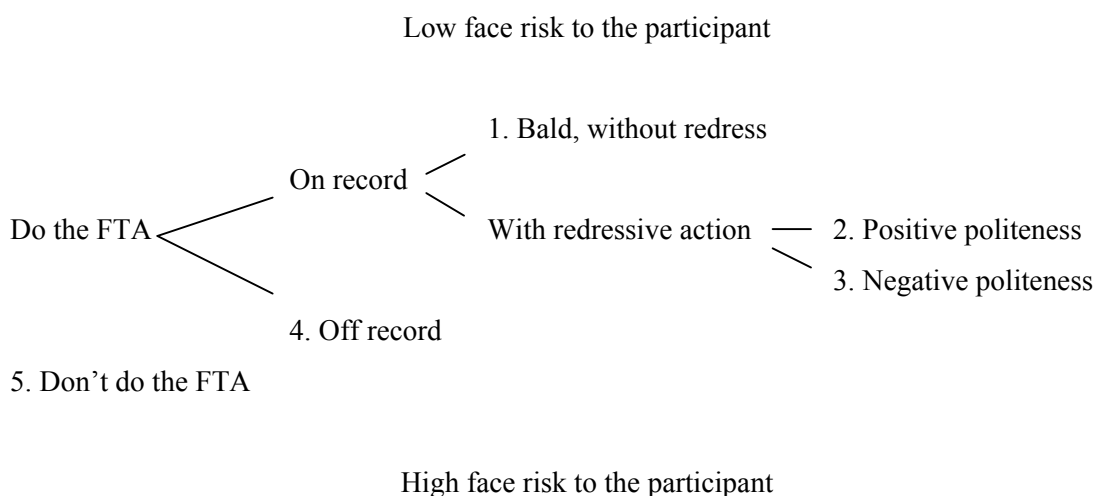 Low face risk to the participant
1. Bald, without redress
On record
Do the FTA
With redressive action
2. Positive politeness
3. Negative politeness
4. Off record
5. Don’t do the FTA
High face risk to the participant